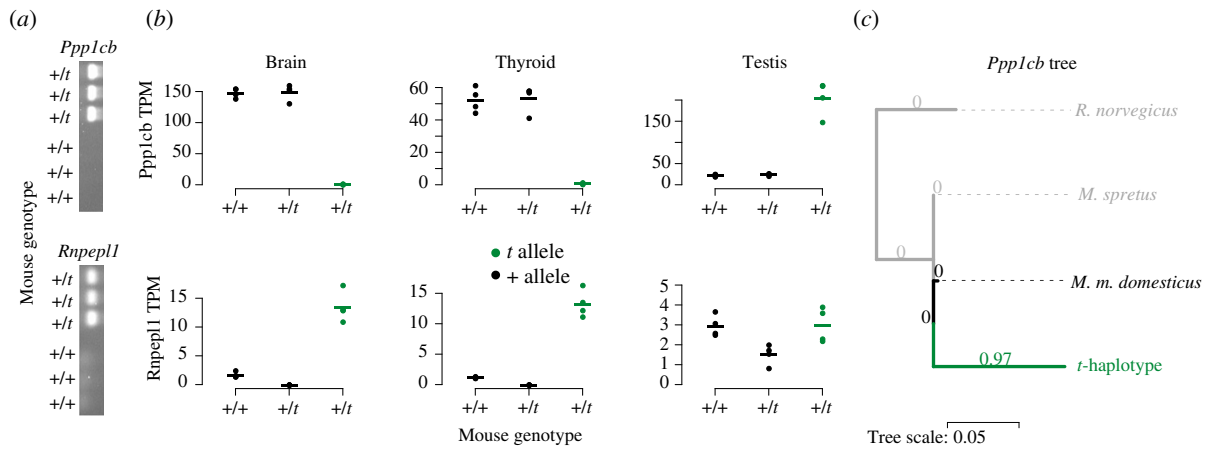 (a)
Ppp1cb
+/t
+/t
+/t
+/+
+/+
+/+
Mouse genotype
Rnpepl1
+/t
+/t
+/t
+/+
+/+
+/+
(b)
Brain
Ppp1cb TPM
150
100
50
0
+/+ +/t +/t
Thyroid
60
50
40
30
20
10
0
+/+ +/t +/t
Testis
150
50
0
+/+ +/t +/t
Rnpepl1 TPM
15
10
5
0
+/+ +/t +/t
t allele
+ allele
15
10
5
0
+/+ +/t +/t
Mouse genotype
5
4
3
2
1
0
+/+ +/t +/t
(c)
Ppp1cb tree
0
R. norvegicus
0
M. spretus
0
0
M. m. domesticus
0
0.97
t-haplotype
Tree scale: 0.05